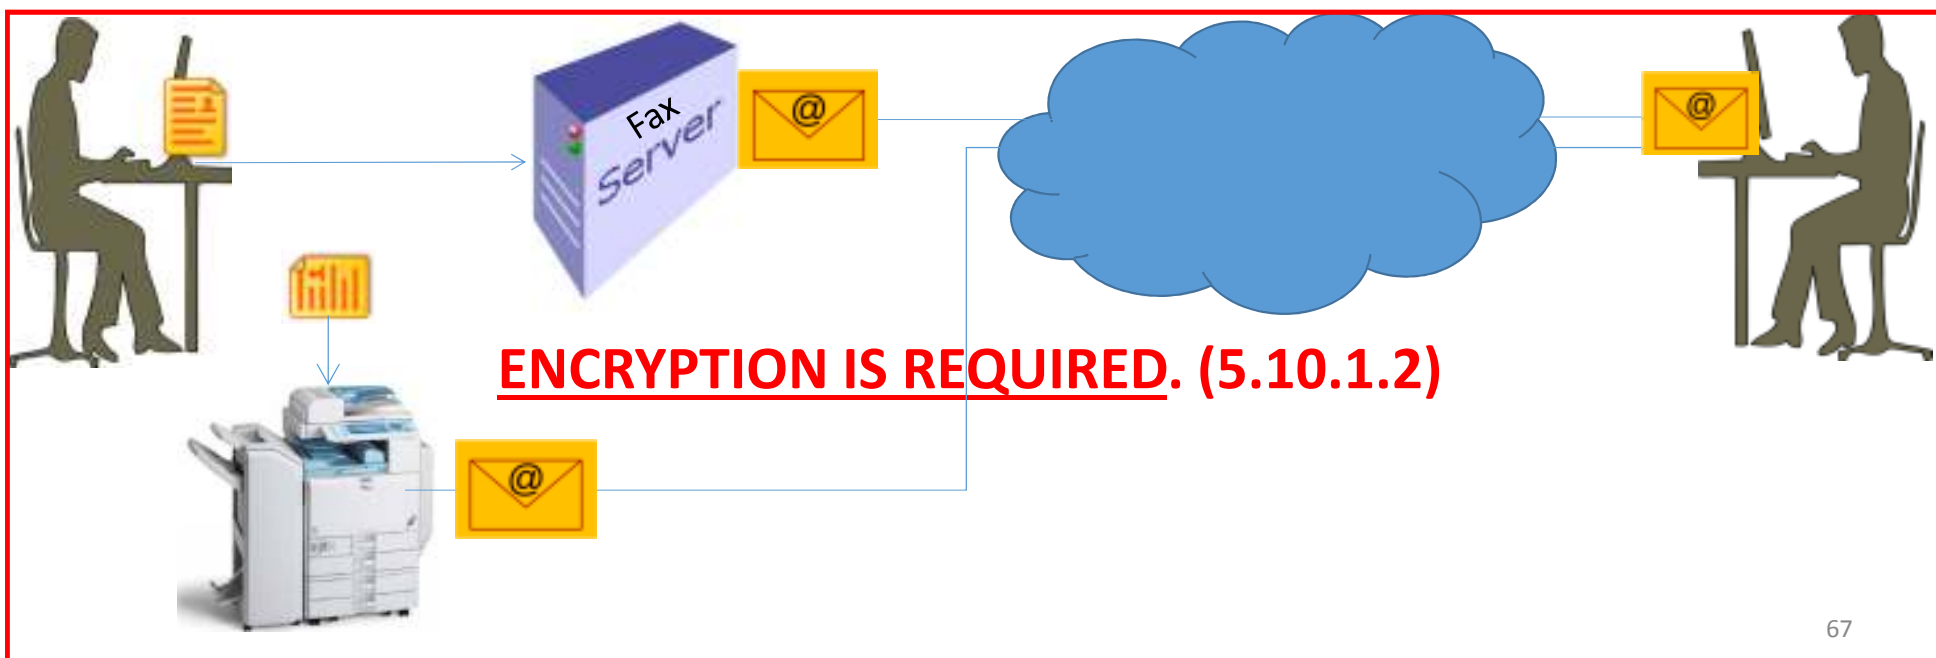 Fax
Server
@
@
ENCRYPTION IS REQUIRED. (5.10.1.2)
@
67